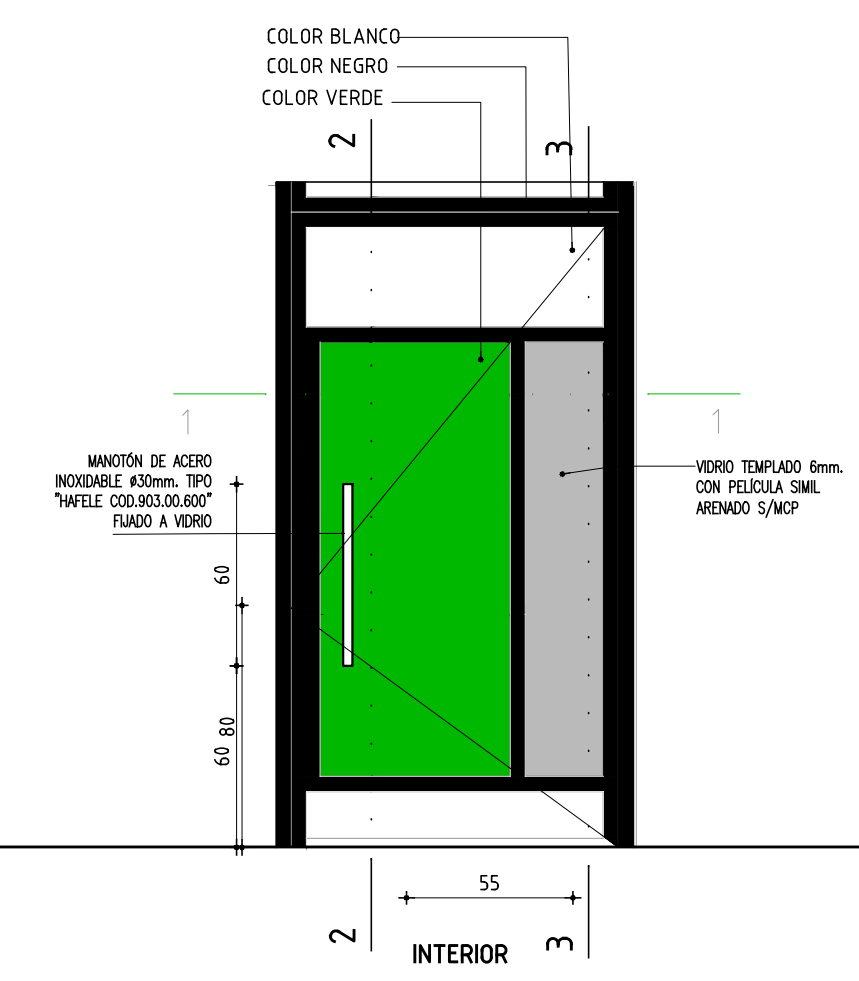 COLOR BLANCO
COLOR NEGRO
COLOR VERDE
2
3
1
1
MANOTÓN DE ACERO
INOXIDABLE Ø30mm. TIPO
"HAFELE COD.903.00.600"
FIJADO A VIDRIO
VIDRIO TEMPLADO 6mm.
CON PELÍCULA SIMIL
ARENADO S/MCP
60
80
60
55
2
3
INTERIOR